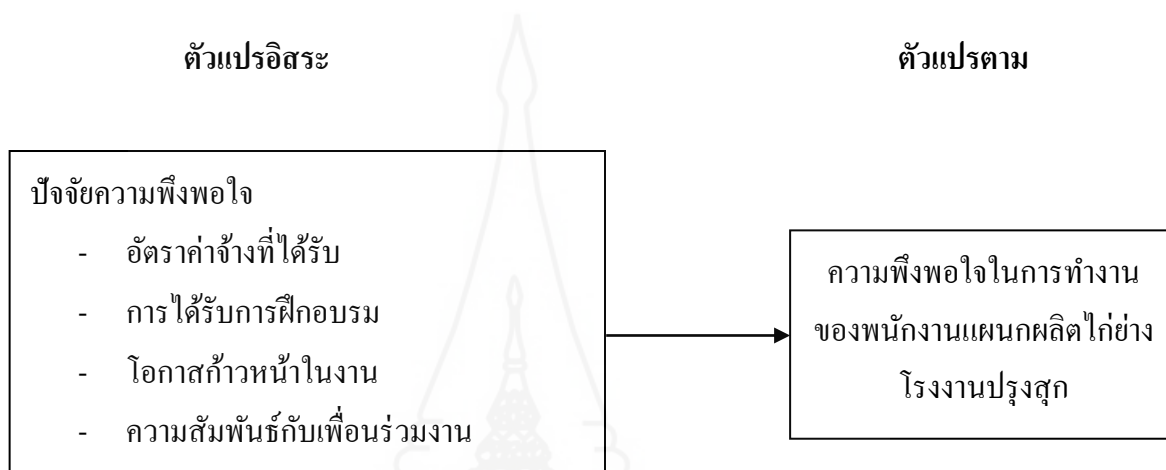 ตัวแปรอิสระ
ตัวแปรตาม
ปัจจัยความพึงพอใจ
- อัตราค่าจ้างที่ได้รับ
- การได้รับการฝึกอบรม
- โอกาสก้าวหน้าในงาน
- ความสัมพันธ์กับเพื่อนร่วมงาน
ความพึงพอใจในการทำงาน
ของพนักงานแผนกผลิตไก่ย่าง
โรงงานปรุงสุก